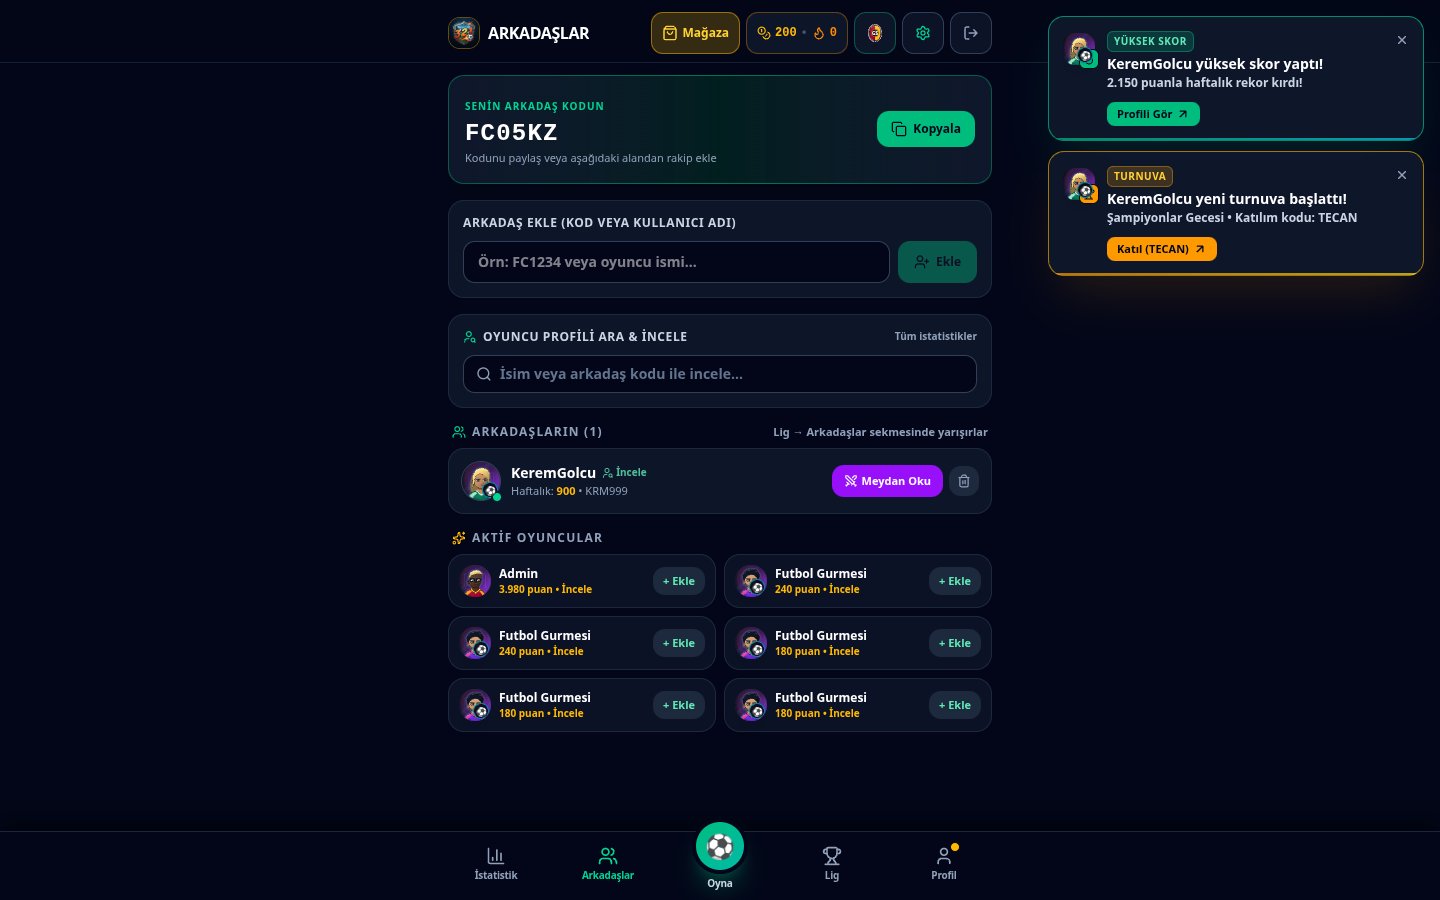 ARKADAŞLAR
Mağaza
200 • 0
SENİN ARKADAŞ KODUN
FC05KZ
Kodunu paylaş veya aşağıdaki alandan rakip ekle
Kopyala
ARKADAŞ EKLE (KOD VEYA KULLANICI ADI)
Örn: FC1234 veya oyuncu ismi...
Ekle
OYUNCU PROFİLİ ARA & İNCELE
Tüm istatistikler
İsim veya arkadaş kodu ile incele...
ARKADAŞLARIN (1)
Lig → Arkadaşlar sekmesinde yarışırlar
KeremGolcu İncele
Haftalık: 900 • KRM999
Meydan Oku
AKTİF OYUNCULAR
Admin
3.980 puan • İncele
+ Ekle
Futbol Gurmesi
240 puan • İncele
+ Ekle
Futbol Gurmesi
240 puan • İncele
+ Ekle
Futbol Gurmesi
180 puan • İncele
+ Ekle
Futbol Gurmesi
180 puan • İncele
+ Ekle
Futbol Gurmesi
180 puan • İncele
+ Ekle
YÜKSEK SKOR
KeremGolcu yüksek skor yaptı!
2.150 puanla haftalık rekor kırdı!
Profili Gör
TURNUVA
KeremGolcu yeni turnuva başlattı!
Şampiyonlar Gecesi • Katılım kodu: TECAN
Katıl (TECAN)
İstatistik
Arkadaşlar
Oyna
Lig
Profil